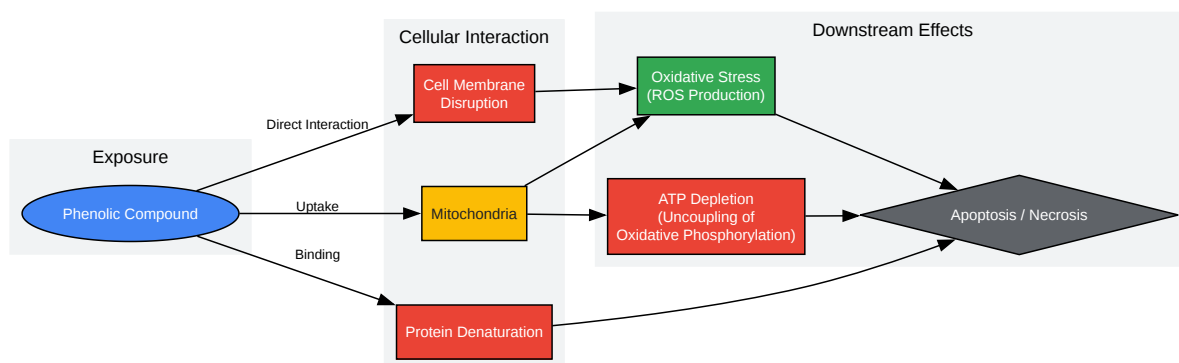 Exposure
Phenolic Compound
Direct Interaction
Uptake
Binding
Cellular Interaction
Cell Membrane
Disruption
Mitochondria
Protein Denaturation
Downstream Effects
Oxidative Stress
(ROS Production)
ATP Depletion
(Uncoupling of
Oxidative Phosphorylation)
Apoptosis / Necrosis